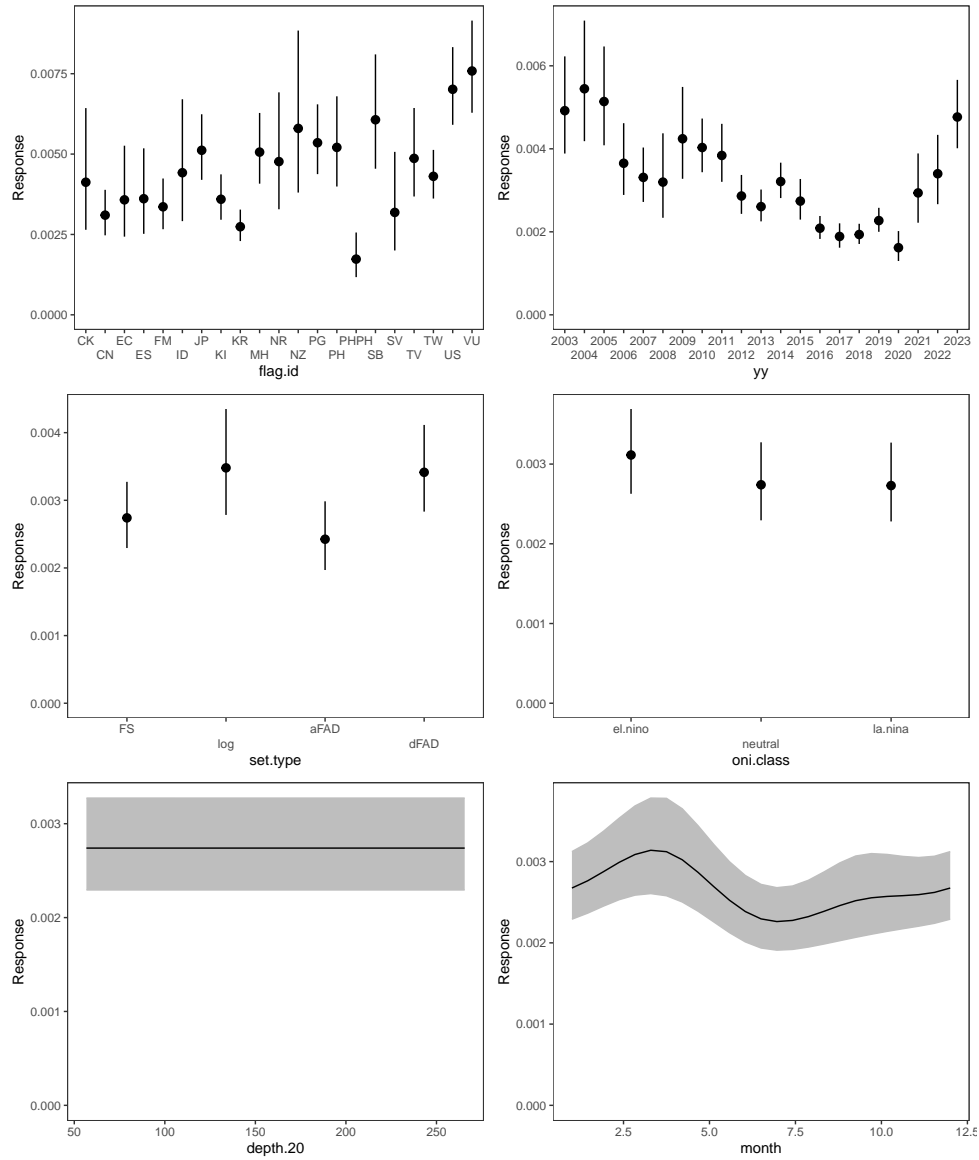 0.0075
0.0050
0.0025
0.0000
Response
CK EC FM JP KR NR PG PHPH SV TW VU
CN ES ID KI MH NZ PH SB TV US
flag.id
0.006
0.004
0.002
0.000
Response
2003 2005 2007 2009 2011 2013 2015 2017 2019 2021 2023
2004 2006 2008 2010 2012 2014 2016 2018 2020 2022
yy
0.004
0.003
0.002
0.001
0.000
Response
FS aFAD
log dFAD
set.type
0.003
0.002
0.001
0.000
Response
el.nino la.nina
neutral
oni.class
0.003
0.002
0.001
0.000
Response
50 100 150 200 250
depth.20
0.003
0.002
0.001
0.000
Response
2.5 5.0 7.5 10.0 12.5
month